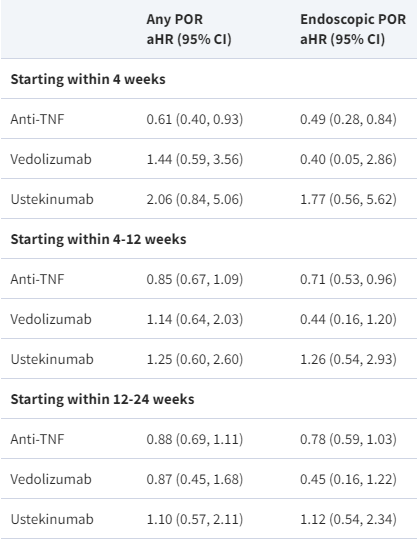 Any POR Endoscopic POR
aHR (95% CI) aHR (95% CI)
Starting within 4 weeks
Anti-TNF 0.61 (0.40, 0.93) 0.49 (0.28, 0.84)
Vedolizumab 1.44 (0.59, 3.56) 0.40 (0.05, 2.86)
Ustekinumab 2.06 (0.84, 5.06) 1.77 (0.56, 5.62)
Starting within 4-12 weeks
Anti-TNF 0.85 (0.67, 1.09) 0.71 (0.53, 0.96)
Vedolizumab 1.14 (0.64, 2.03) 0.44 (0.16, 1.20)
Ustekinumab 1.25 (0.60, 2.60) 1.26 (0.54, 2.93)
Starting within 12-24 weeks
Anti-TNF 0.88 (0.69, 1.11) 0.78 (0.59, 1.03)
Vedolizumab 0.87 (0.45, 1.68) 0.45 (0.16, 1.22)
Ustekinumab 1.10 (0.57, 2.11) 1.12 (0.54, 2.34)